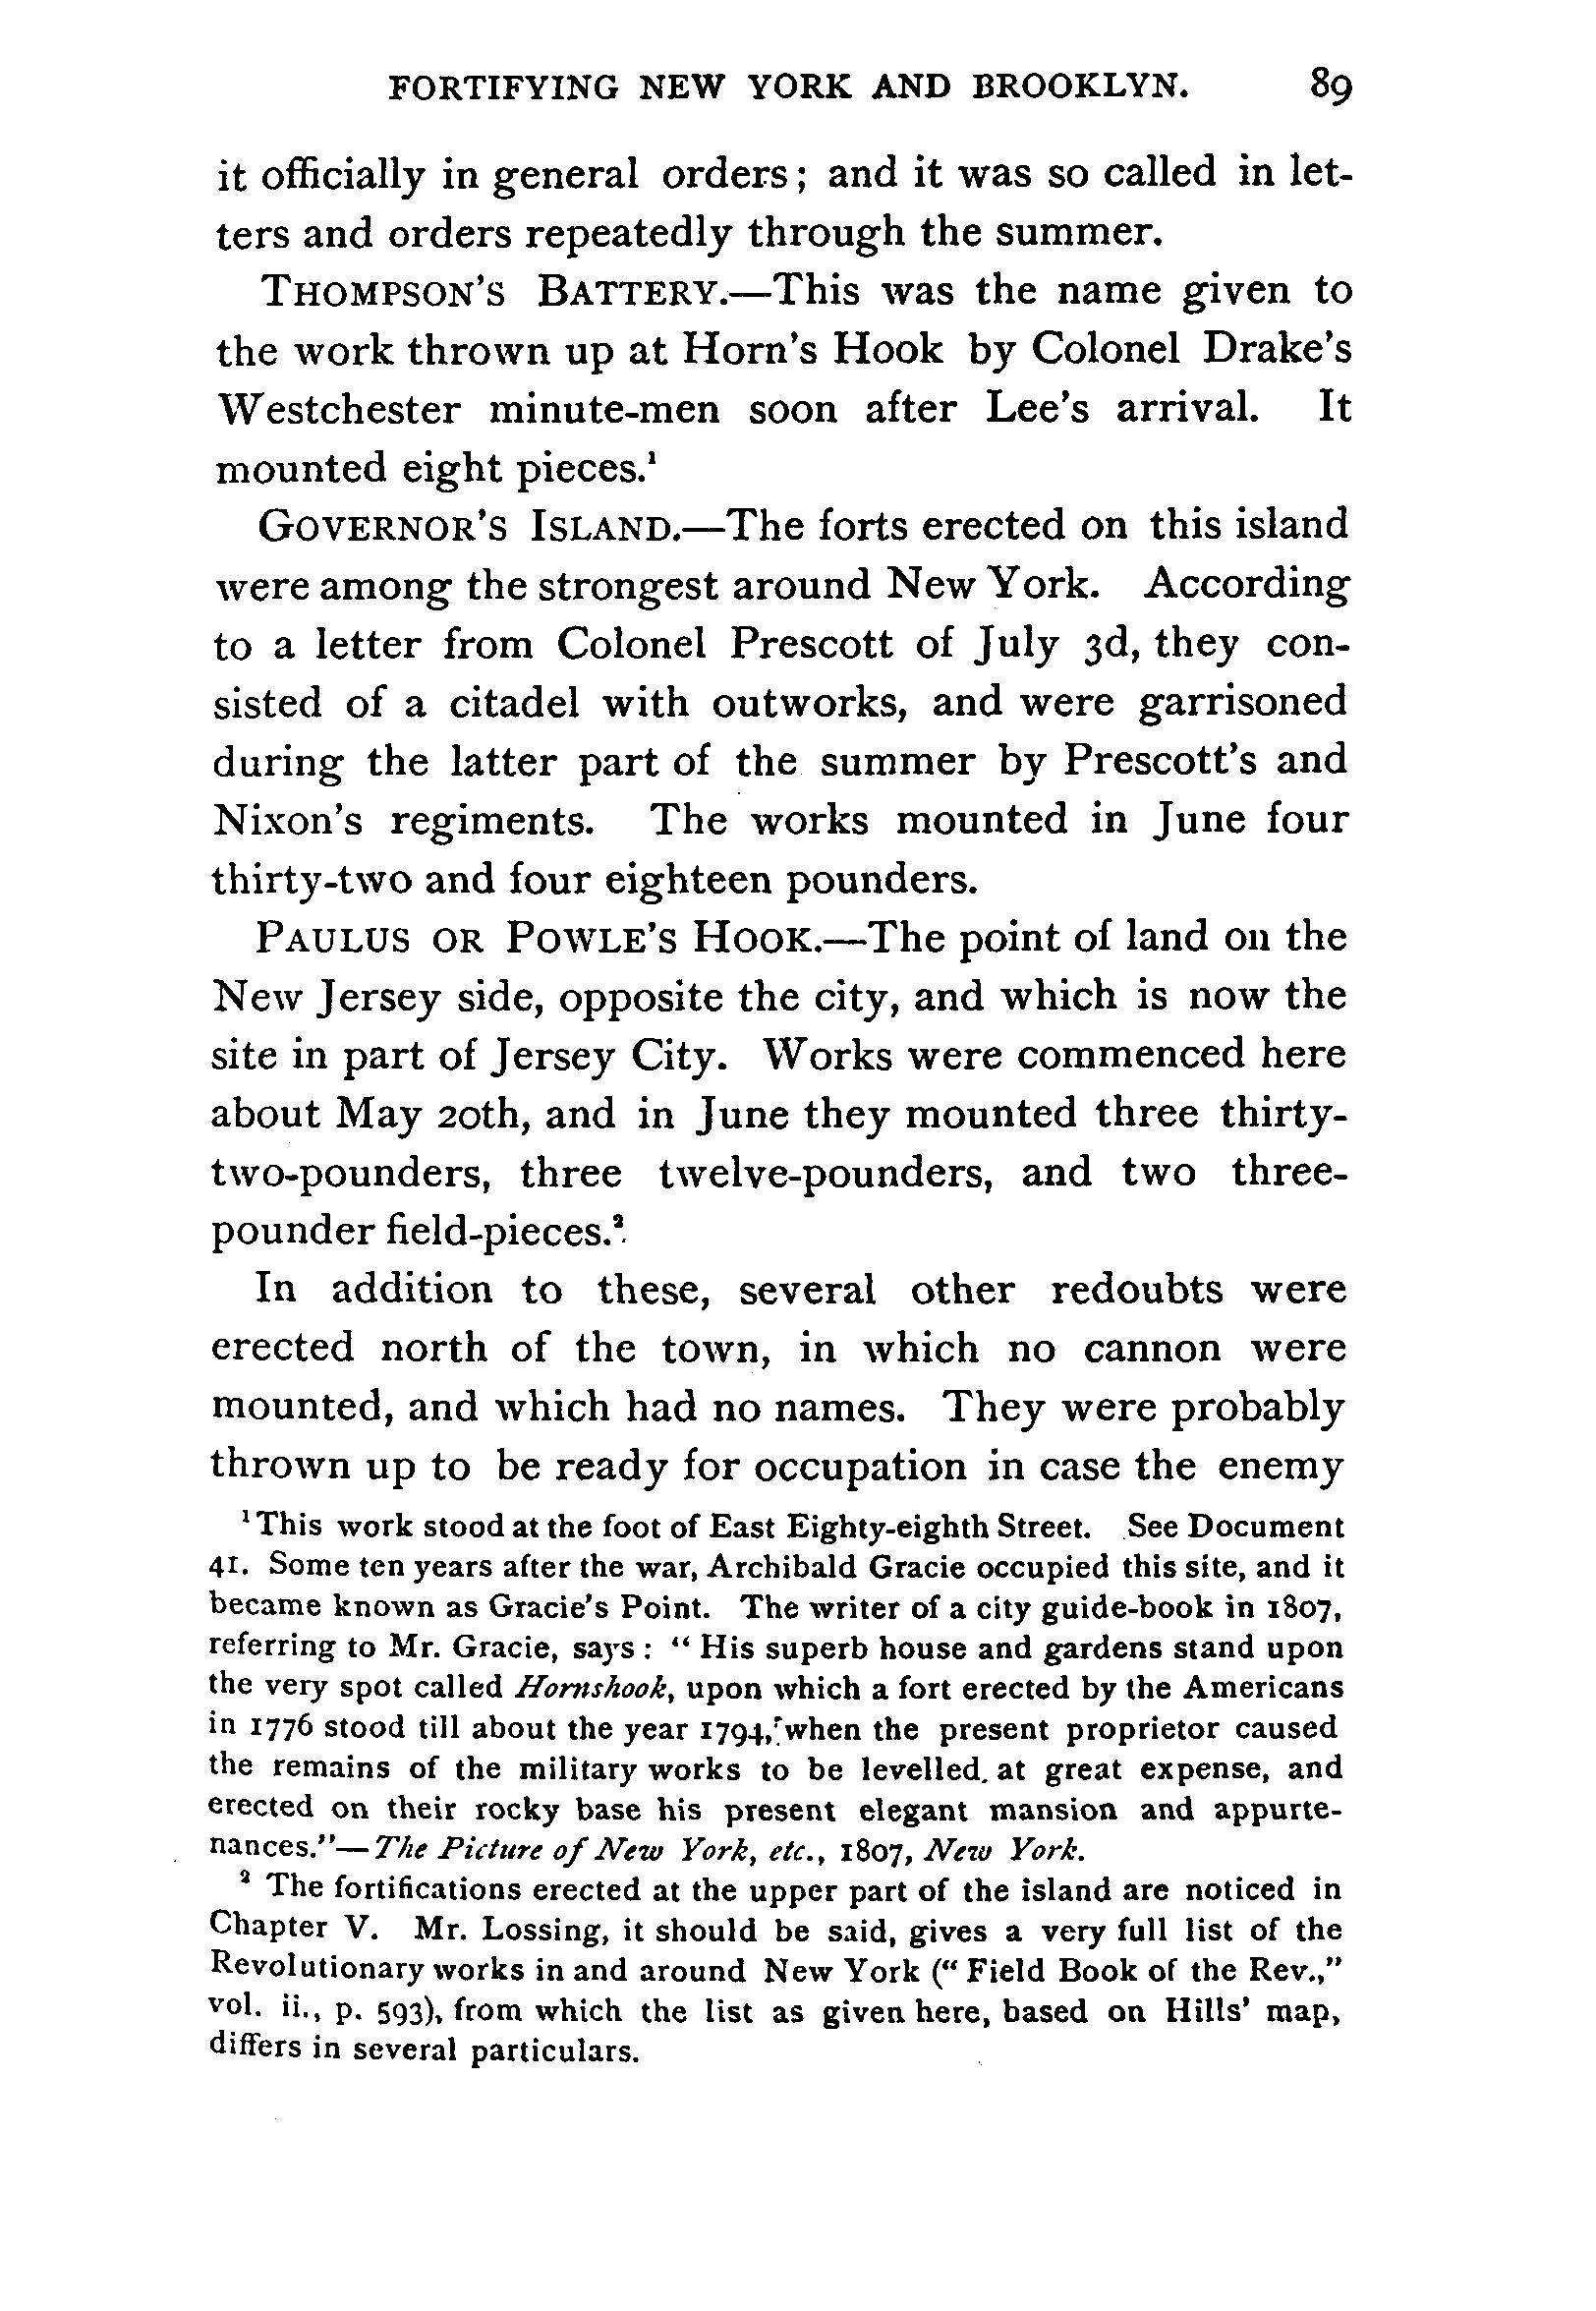 FORTIFYING NEW YORK AND BROOKLYN. 89
it officially in general orders; and it was so called in let-
ters and orders repeatedly through the summer.
THOMPSON'S BATTERY.—This was the name given to
the work thrown up at Horn's Hook by Colonel Drake's
Westchester minute-men soon after Lee's arrival. It
mounted eight pieces.¹
GOVERNOR'S ISLAND.—The forts erected on this island
were among the strongest around New York. According
to a letter from Colonel Prescott of July 3d, they con-
sisted of a citadel with outworks, and were garrisoned
during the latter part of the summer by Prescott's and
Nixon's regiments. The works mounted in June four
thirty-two and four eighteen pounders.
PAULUS OR POWLE'S HOOK.—The point of land on the
New Jersey side, opposite the city, and which is now the
site in part of Jersey City. Works were commenced here
about May 20th, and in June they mounted three thirty-
two-pounders, three twelve-pounders, and two three-
pounder field-pieces.²
In addition to these, several other redoubts were
erected north of the town, in which no cannon were
mounted, and which had no names. They were probably
thrown up to be ready for occupation in case the enemy
¹ This work stood at the foot of East Eighty-eighth Street. See Document
41. Some ten years after the war, Archibald Gracie occupied this site, and it
became known as Gracie's Point. The writer of a city guide-book in 1807,
referring to Mr. Gracie, says: "His superb house and gardens stand upon
the very spot called Hornshook, upon which a fort erected by the Americans
in 1776 stood till about the year 1794, when the present proprietor caused
the remains of the military works to be levelled at great expense, and
erected on their rocky base his present elegant mansion and appurte-
nances."—The Picture of New York, etc., 1807, New York.
² The fortifications erected at the upper part of the island are noticed in
Chapter V. Mr. Lossing, it should be said, gives a very full list of the
Revolutionary works in and around New York ("Field Book of the Rev.,"
vol. ii., p. 593), from which the list as given here, based on Hills' map,
differs in several particulars.